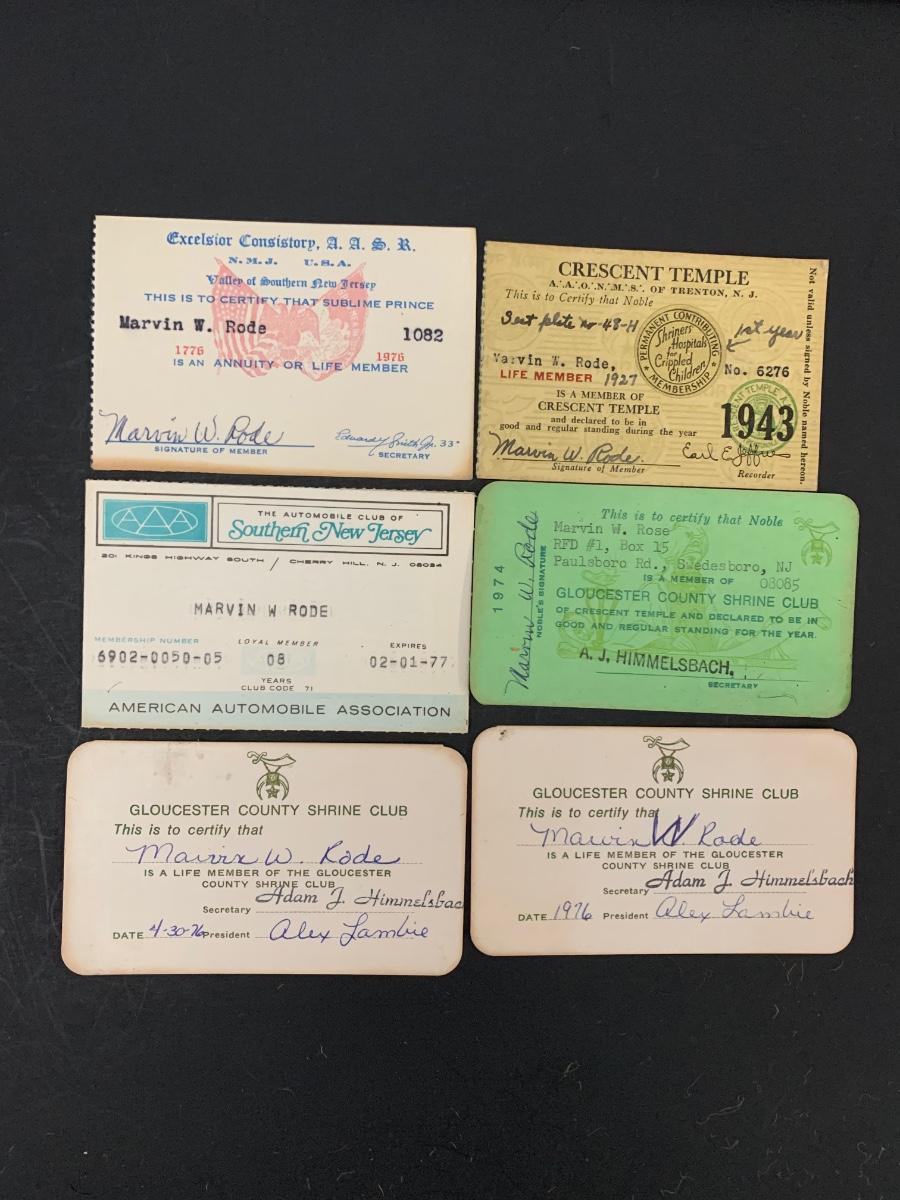 Excelsior Consistory, A. A. S. R.
N.M.J. U.S.A.
Valley of Southern New Jersey
THIS IS TO CERTIFY THAT SUBLIME PRINCE
Marvin W. Rode 1082
1776 1976
IS AN ANNUITY OR LIFE MEMBER
Marvin W. Rode 33°
SIGNATURE OF MEMBER SECRETARY
CRESCENT TEMPLE
A.·.A.·.O.·.N.·.M.·.S.·. OF TRENTON, N. J.
This is to Certify that Noble
no-48-H 1st year
PERMANENT CONTRIBUTING MEMBERSHIP
Shriners Hospitals for Crippled Children
Marvin W. Rode, No. 6276
LIFE MEMBER 1927
IS A MEMBER OF
CRESCENT TEMPLE
and declared to be in
good and regular standing during the year
1943
Marvin W. Rode.
Signature of Member Recorder
Not valid unless signed by Noble named hereon.
AAA
THE AUTOMOBILE CLUB OF
Southern New Jersey
201 KINGS HIGHWAY SOUTH / CHERRY HILL, N. J. 08034
MARVIN W RODE
MEMBERSHIP NUMBER LOYAL MEMBER EXPIRES
6902-0050-05 08 02-01-77
YEARS
CLUB CODE 71
AMERICAN AUTOMOBILE ASSOCIATION
1974
Marvin W. Rode
NOBLE'S SIGNATURE
This is to certify that Noble
Marvin W. Rose
RFD #1, Box 15
Paulsboro Rd., Swedesboro, NJ
IS A MEMBER OF 08085
GLOUCESTER COUNTY SHRINE CLUB
OF CRESCENT TEMPLE AND DECLARED TO BE IN
GOOD AND REGULAR STANDING FOR THE YEAR.
A. J. HIMMELSBACH,
SECRETARY
GLOUCESTER COUNTY SHRINE CLUB
This is to certify that
Marvin W. Rode
IS A LIFE MEMBER OF THE GLOUCESTER
COUNTY SHRINE CLUB
Secretary Adam J. Himmelsbac
DATE 4-30-76 President Alex Lambie
GLOUCESTER COUNTY SHRINE CLUB
This is to certify that
Marvin W Rode
IS A LIFE MEMBER OF THE GLOUCESTER
COUNTY SHRINE CLUB
Secretary Adam J. Himmelsbach
DATE 1976 President Alex Lambie